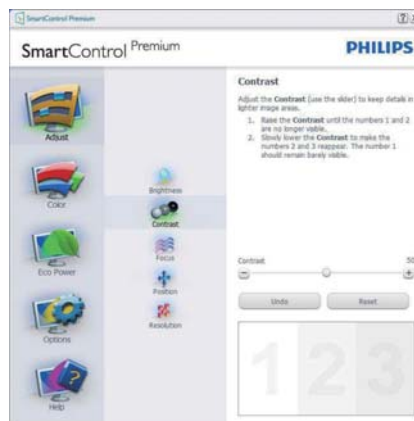 SmartControl Premium
SmartControl Premium
PHILIPS
Adjust
Color
Eco Power
Options
Help
Brightness
Contrast
Focus
Position
Resolution
Contrast
Adjust the Contrast (use the slider) to keep details in
lighter image areas.
1. Raise the Contrast until the numbers 1 and 2
are no longer visible.
2. Slowly lower the Contrast to make the
numbers 2 and 3 reappear. The number 1
should remain barely visible.
Contrast
50
Undo
Reset
1 2 3